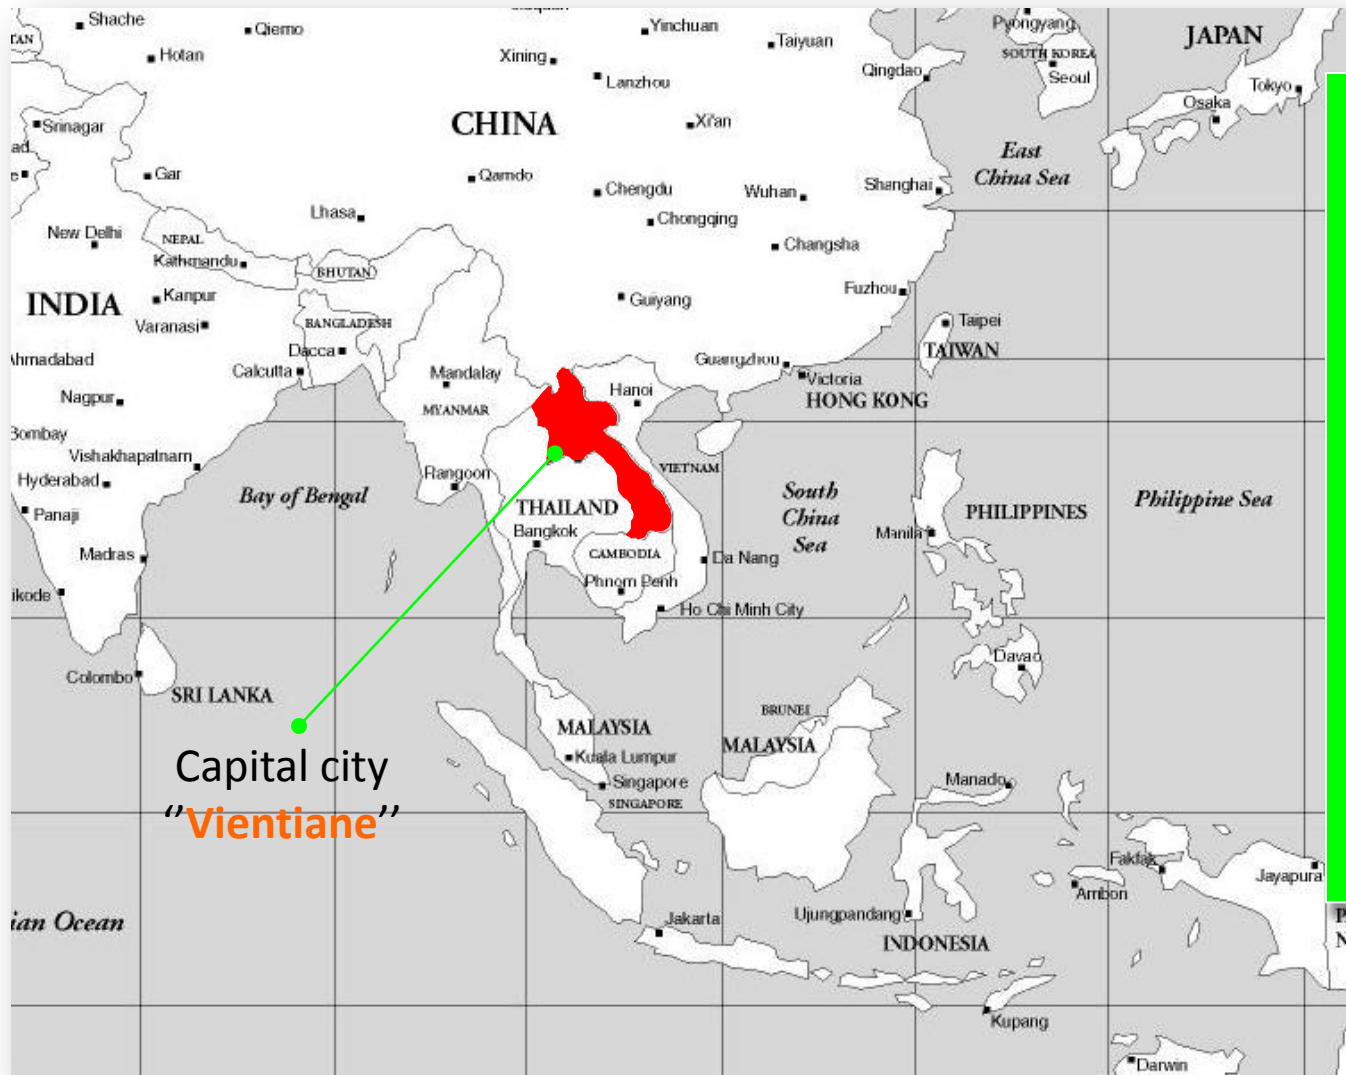 Shache
Qiemo
Yinchuan
Taiyuan
Pyongyang
JAPAN
TAN
Hotan
Xining
Lanzhou
Qingdao
SOUTH KOREA
Seoul
Tokyo
Osaka
Srinagar
CHINA
Xi'an
East
China Sea
ad
e
Gar
Qamdo
Chengdu
Wuhan
Shanghai
Lhasa
Chongqing
New Delhi
NEPAL
Kathmandu
BHUTAN
Changsha
INDIA
Kanpur
Guiyang
Fuzhou
Varanasi
BANGLADESH
Dacca
Taipei
TAIWAN
Ahmadabad
Calcutta
Mandalay
Guangzhou
Victoria
HONG KONG
Nagpur
MYANMAR
Hanoi
Bombay
Vishakhapatnam
Hyderabad
Rangoon
VIETNAM
Bay of Bengal
South
China
Sea
Philippine Sea
Panaji
THAILAND
Bangkok
PHILIPPINES
Manila
Madras
CAMBODIA
Da Nang
ikode
Phnom Penh
Ho Chi Minh City
Colombo
SRI LANKA
Davao
BRUNEI
MALAYSIA
MALAYSIA
Kuala Lumpur
Singapore
SINGAPORE
Manado
Capital city
‘‘Vientiane’’
Fakfak
Jayapura
Ambon
ian Ocean
Jakarta
Ujungpandang
INDONESIA
Kupang
Darwin